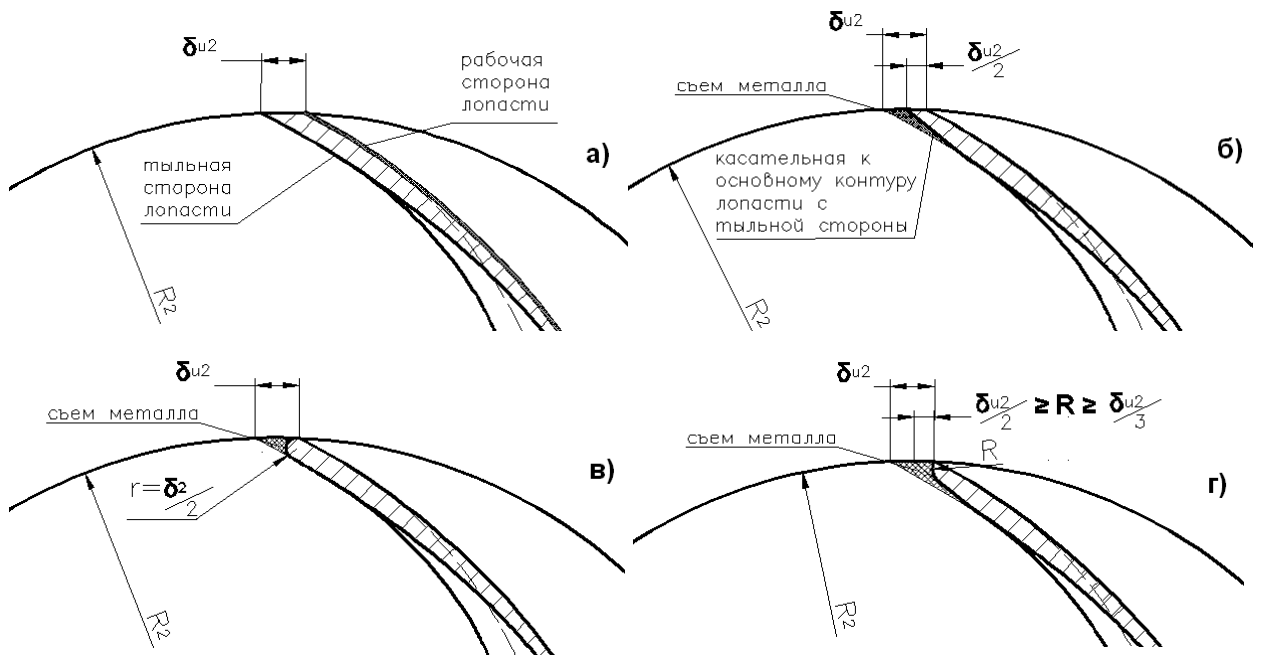 δu2
рабочая
сторона
лопасти
тыльная
сторона
лопасти
R2
а)
δu2
δu2/2
съем металла
касательная к
основному контуру
лопасти с
тыльной стороны
R2
б)
δu2
съем металла
r=δ2/2
R2
в)
δu2
δu2/2 ≥ R ≥ δu2/3
съем металла
R
R2
г)